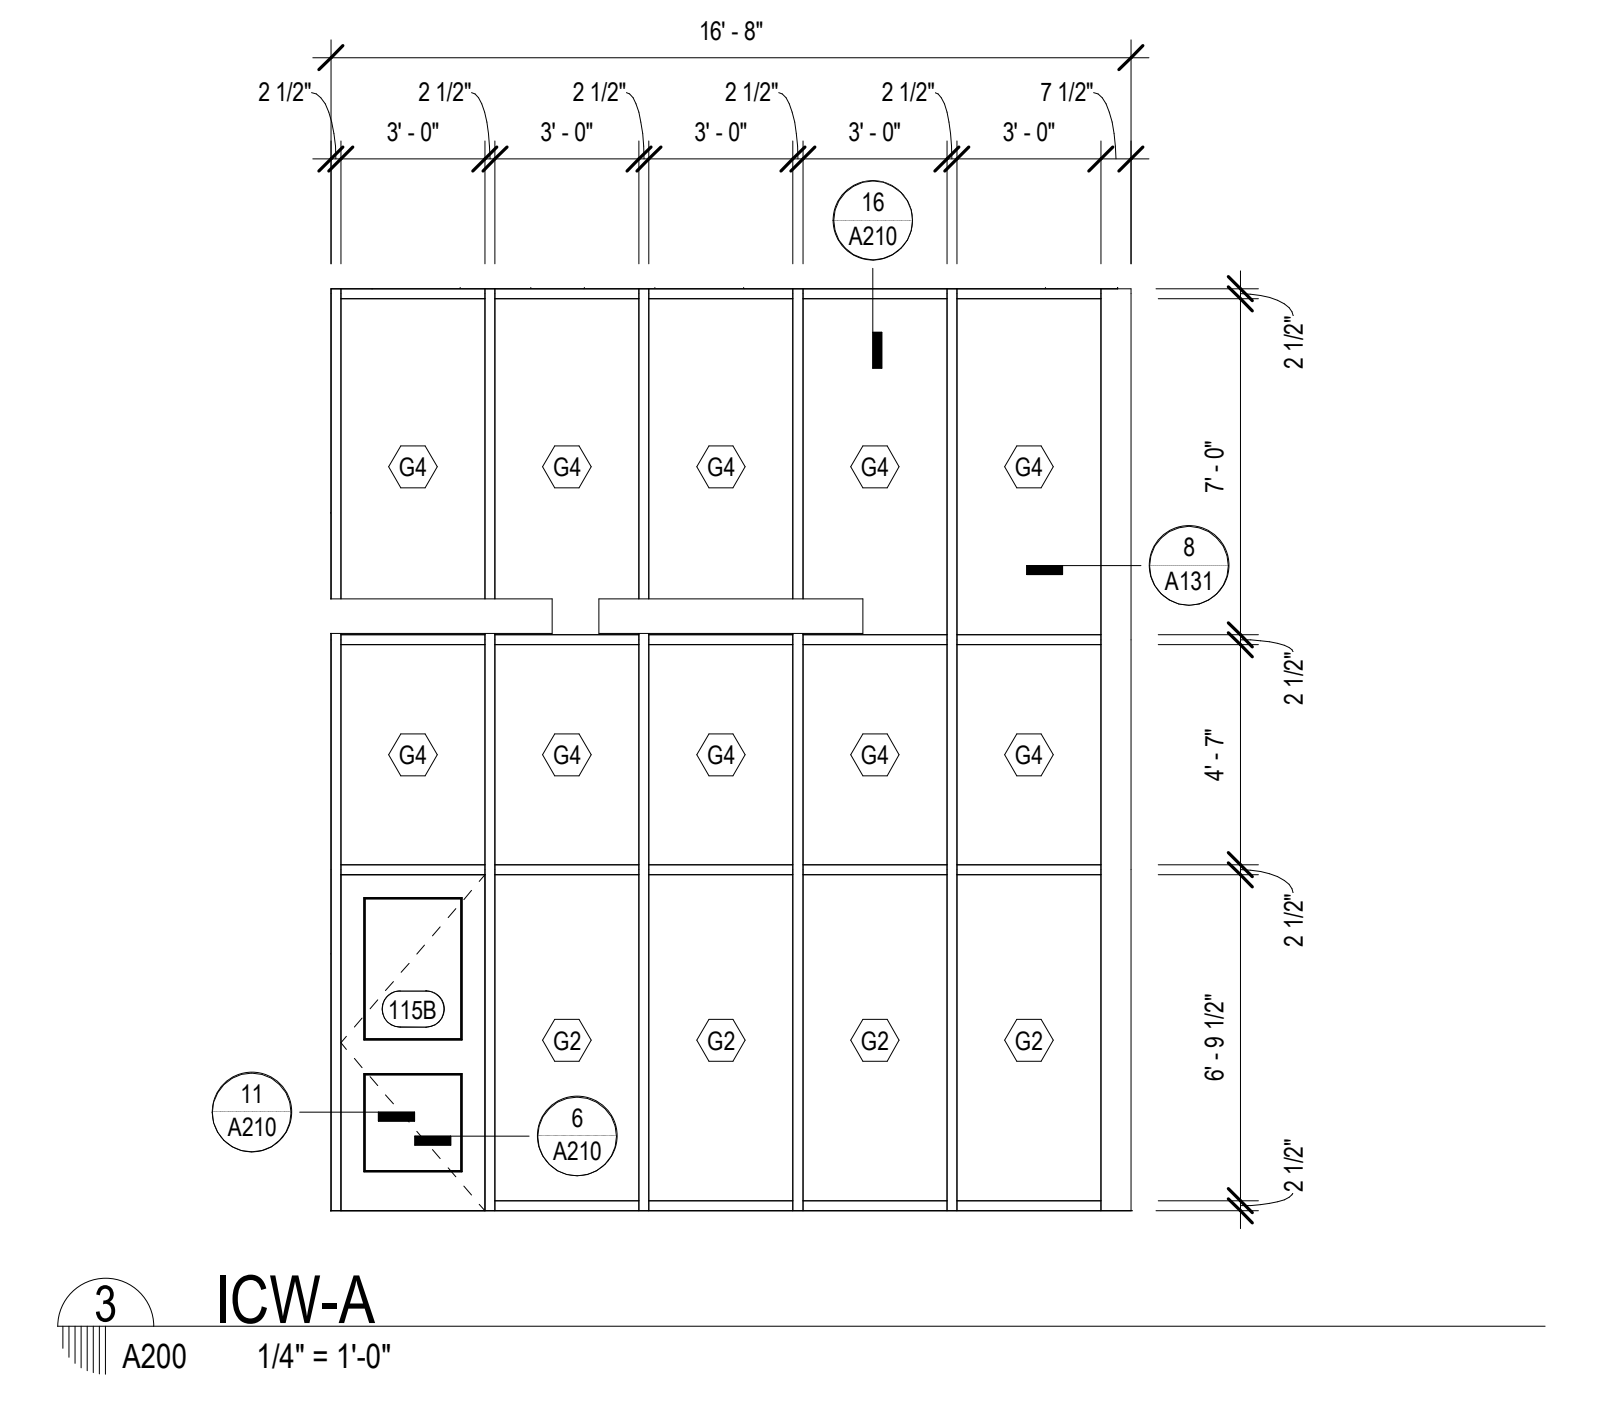 16' - 8"
2 1/2" 2 1/2" 2 1/2" 2 1/2" 2 1/2" 7 1/2"
3' - 0" 3' - 0" 3' - 0" 3' - 0" 3' - 0"
16
A210
2 1/2"
G4 G4 G4 G4 G4
7' - 0"
8
A131
2 1/2"
G4 G4 G4 G4 G4
4' - 7"
2 1/2"
115B
G2 G2 G2 G2
6' - 9 1/2"
11
A210
6
A210
2 1/2"
3 ICW-A
A200 1/4" = 1'-0"